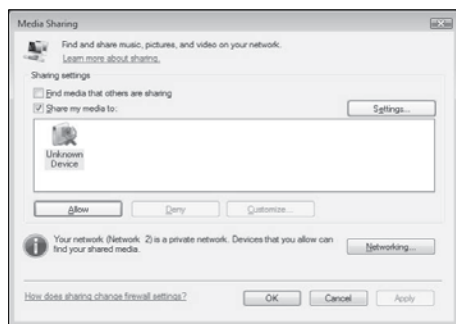 Media Sharing
Find and share music, pictures, and video on your network.
Learn more about sharing.
Sharing settings
Find media that others are sharing
Share my media to:
Settings...
Unknown
Device
Allow
Deny
Customize...
Your network (Network 2) is a private network. Devices that you allow can
find your shared media.
Networking...
How does sharing change firewall settings?
OK
Cancel
Apply